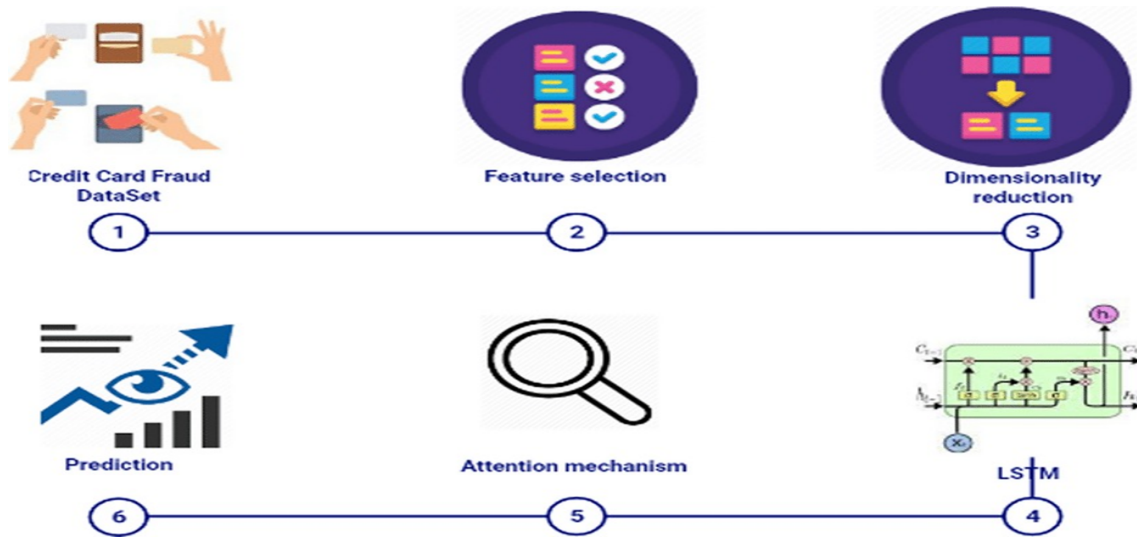 Credit Card Fraud
DataSet
Feature selection
Dimensionality
reduction
1
2
3
Prediction
Attention mechanism
LSTM
6
5
4